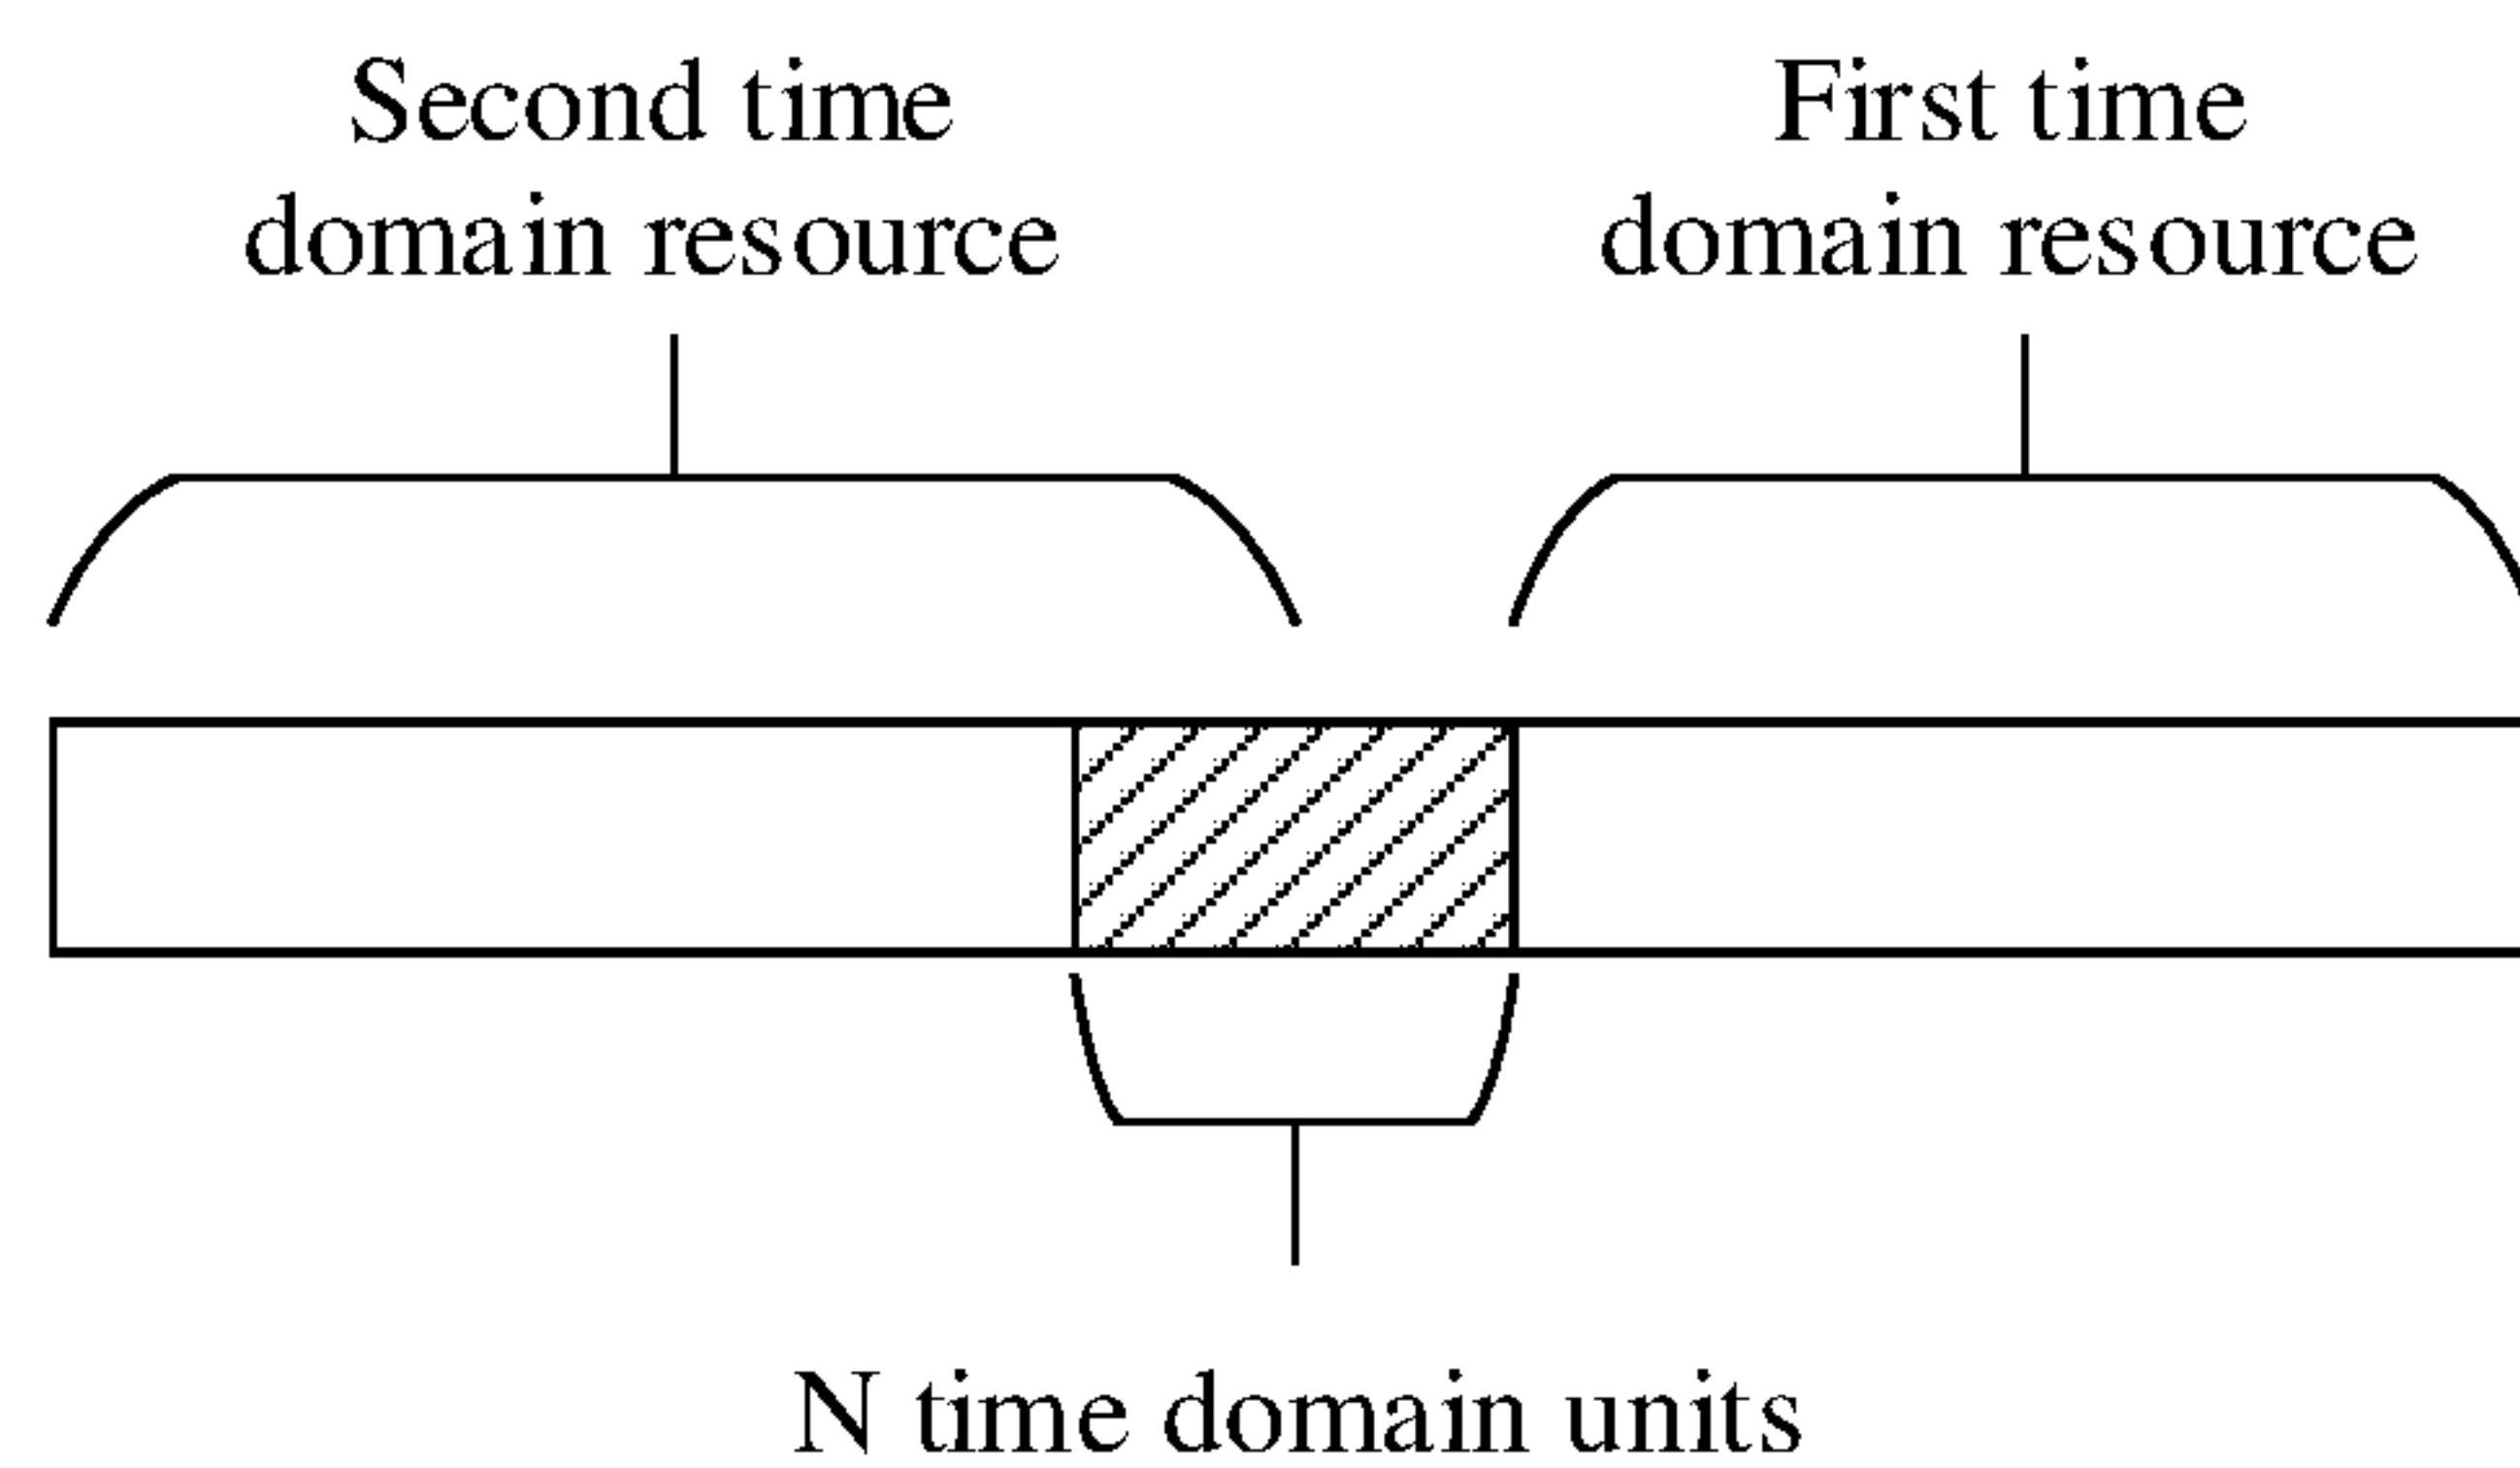 Second time
domain resource
First time
domain resource
N time domain units